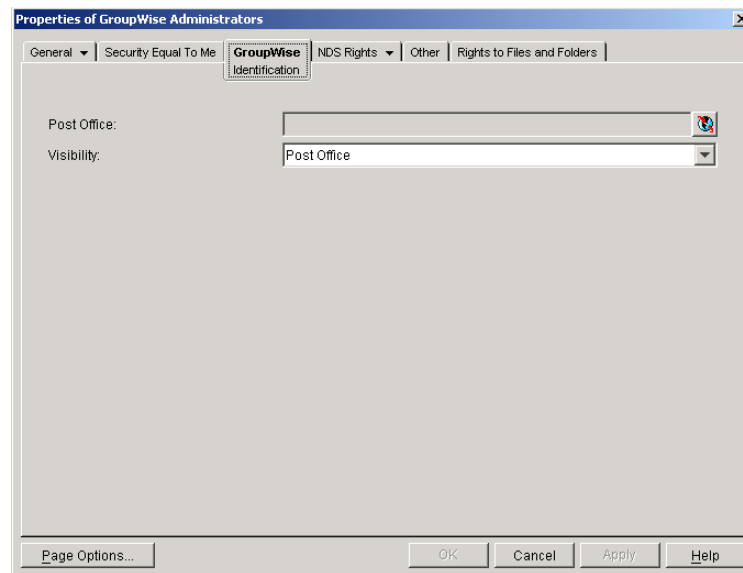 Properties of GroupWise Administrators
General Security Equal To Me GroupWise NDS Rights Other Rights to Files and Folders
Identification
Post Office:
Visibility: Post Office
Page Options... OK Cancel Apply Help